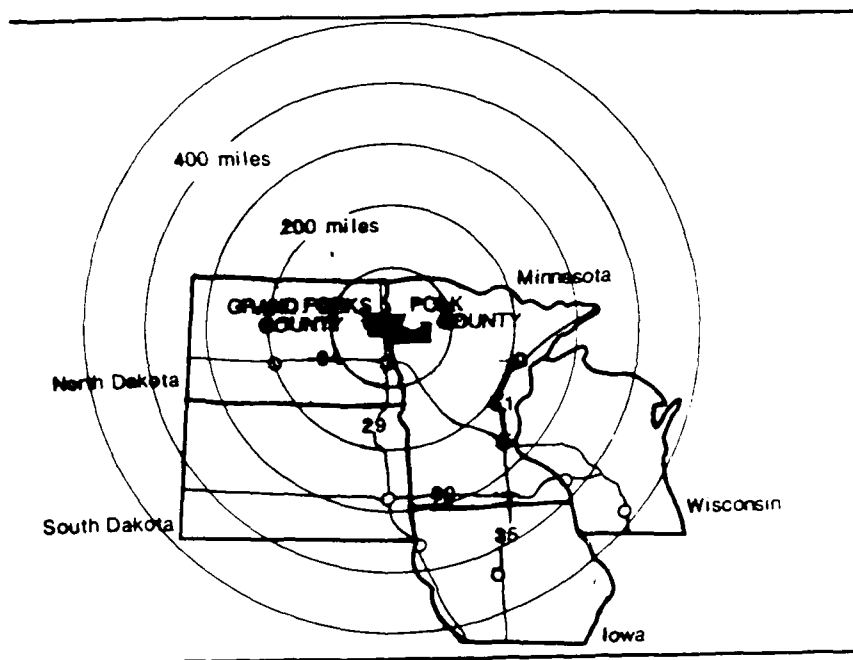 400 miles
200 miles
Minnesota
GRAND FORKS
COUNTY
POLK
COUNTY
North Dakota
29
90
South Dakota
Wisconsin
35
Iowa